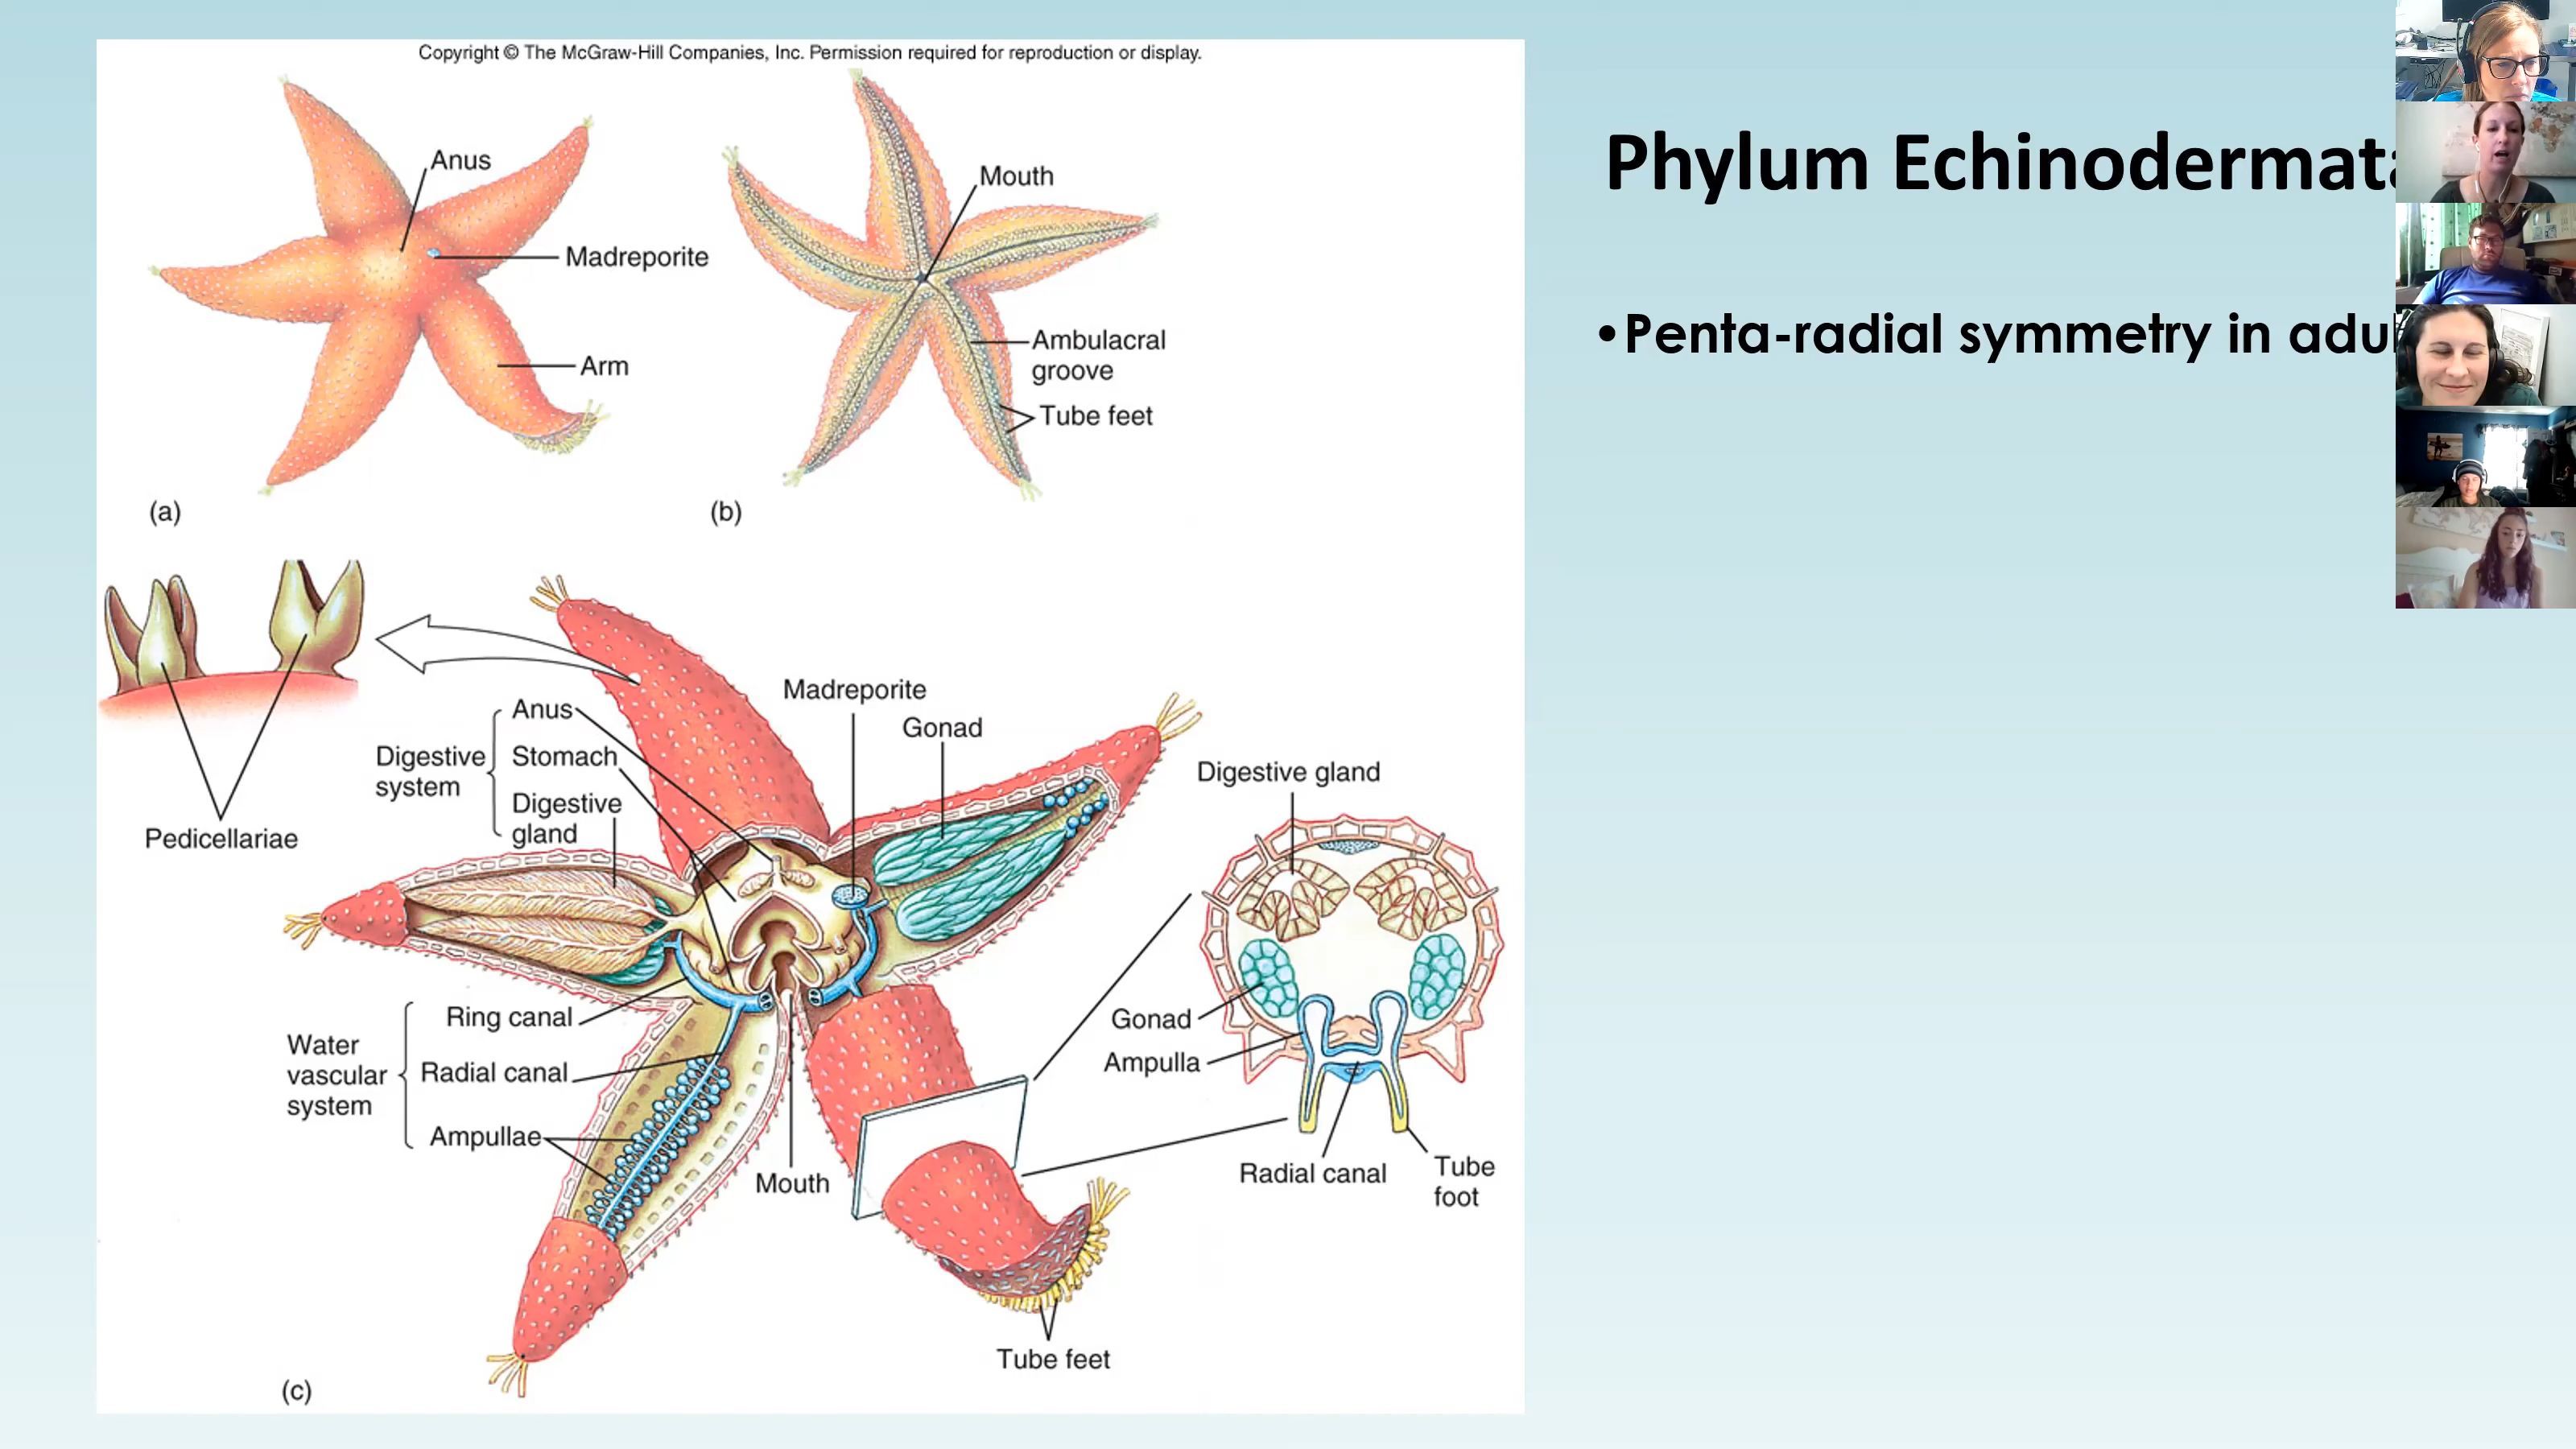 Copyright © The McGraw-Hill Companies, Inc. Permission required for reproduction or display.
Anus
Madreporite
Arm
(a)
Mouth
Ambulacral
groove
Tube feet
(b)
Phylum Echinodermata
•Penta-radial symmetry in adu
Pedicellariae
Digestive
system
Anus
Stomach
Digestive
gland
Madreporite
Gonad
Water
vascular
system
Ring canal
Radial canal
Ampullae
Mouth
Tube feet
Digestive gland
Gonad
Ampulla
Radial canal
Tube
foot
(c)